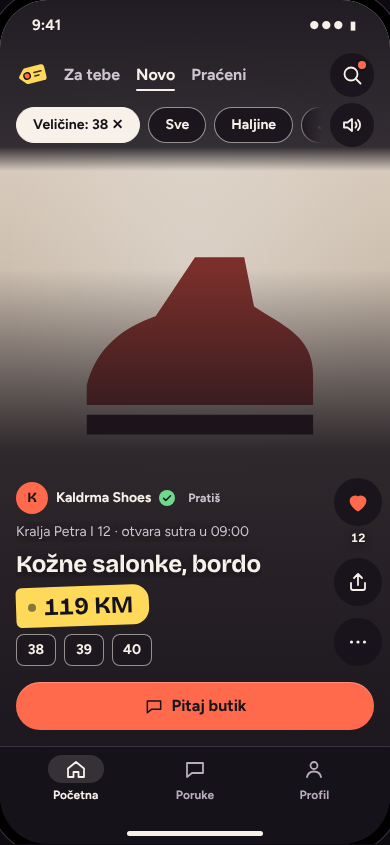 9:41
Za tebe Novo Praćeni
Veličine: 38 ✕ Sve Haljine
K Kaldrma Shoes Pratiš
Kralja Petra I 12 · otvara sutra u 09:00
Kožne salonke, bordo
119 KM
38 39 40
12
Pitaj butik
Početna Poruke Profil